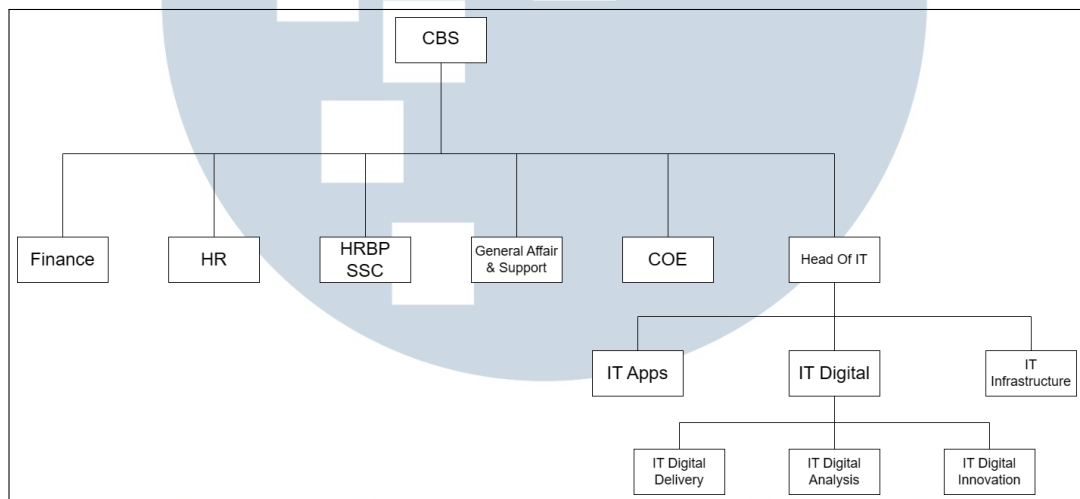 CBS
Finance
HR
HRBP
SSC
General Affair
& Support
COE
Head Of IT
IT Apps
IT Digital
IT
Infrastructure
IT Digital
Delivery
IT Digital
Analysis
IT Digital
Innovation